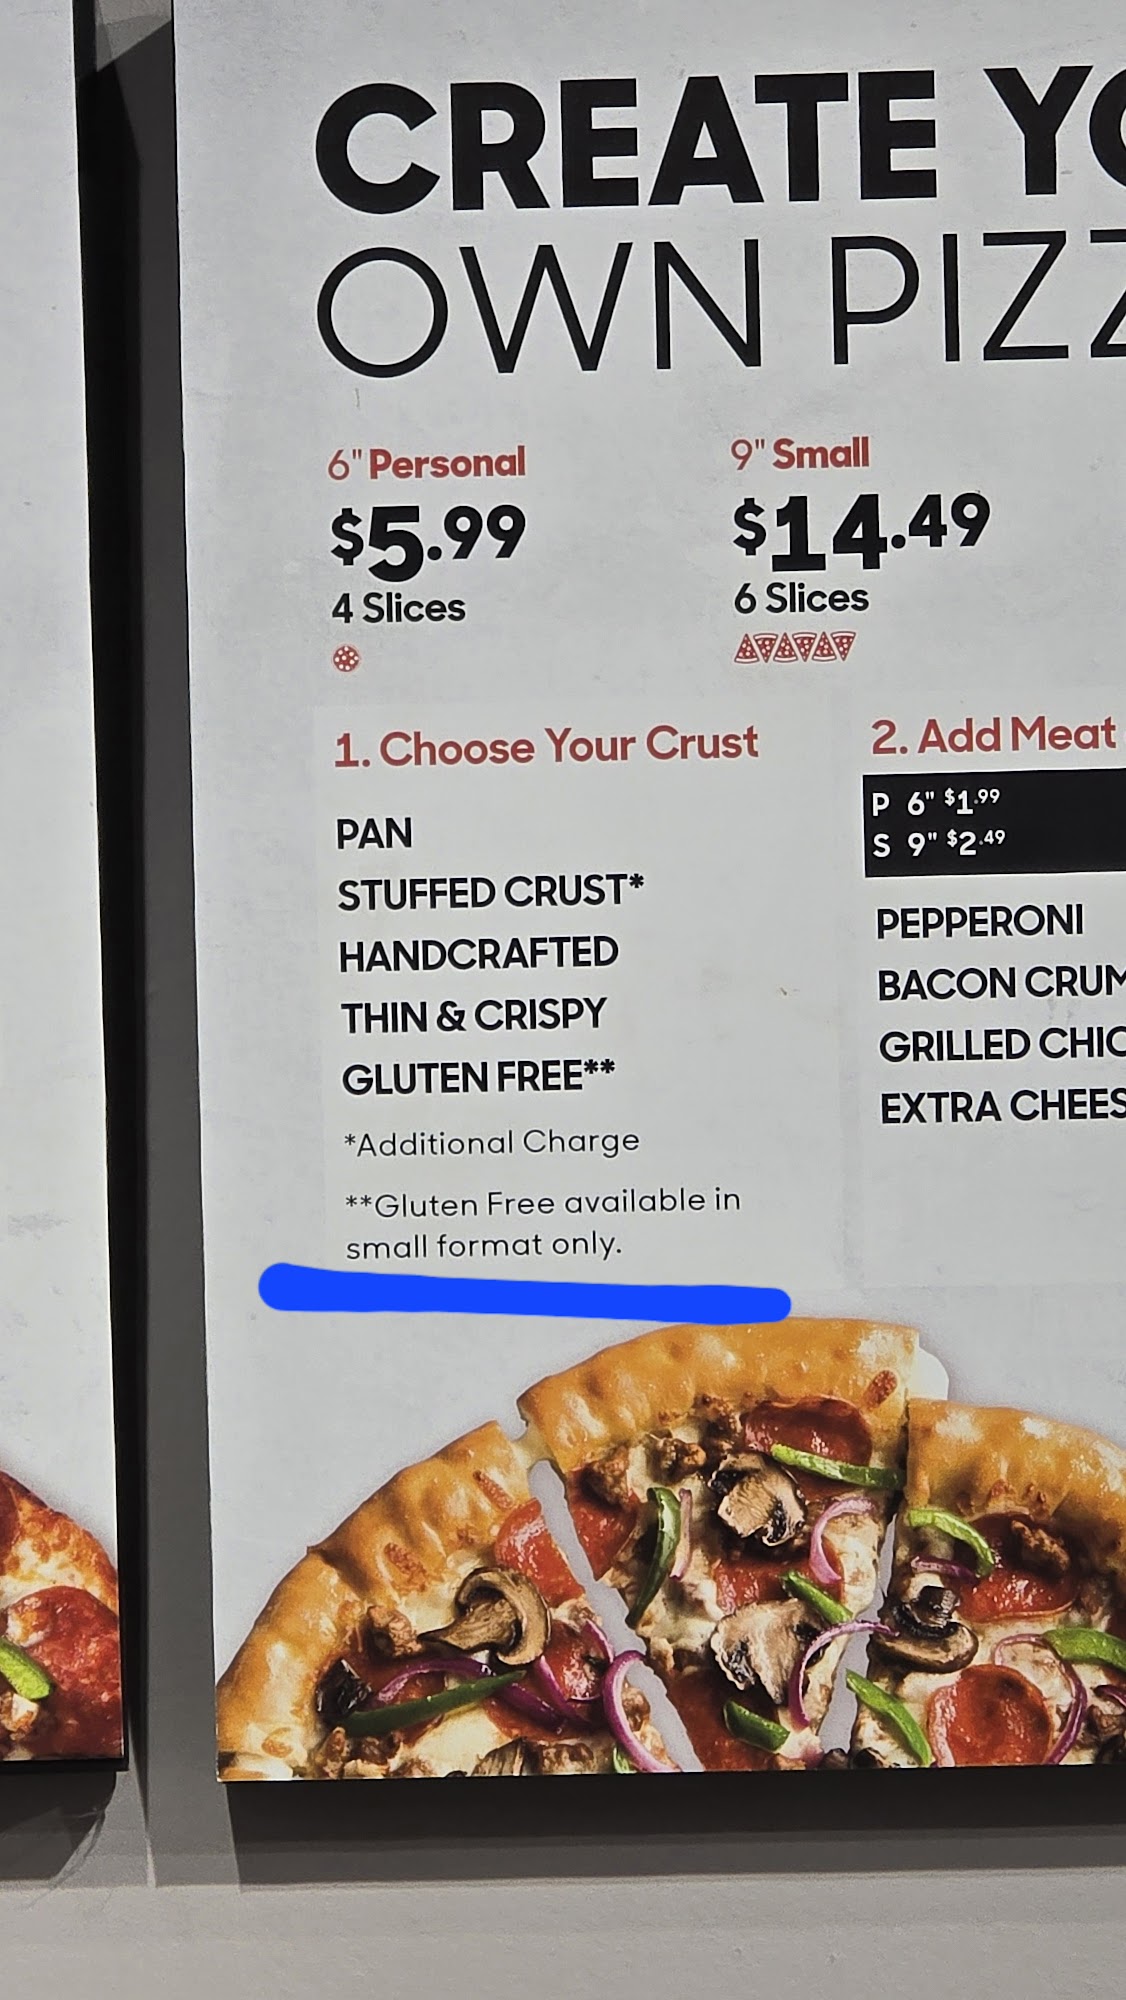 CREATE
OWN
6" Personal
$5.99
4 Slices
9" Small
$14.49
6 Slices
1. Choose Your Crust
PAN
STUFFED CRUST*
HANDCRAFTED
THIN & CRISPY
GLUTEN FREE**
*Additional Charge
**Gluten Free available in
small format only.
2. Add Meat
P 6" $1.99
S 9" $2.49
PEPPERONI
BACON
GRILLED
EXTRA